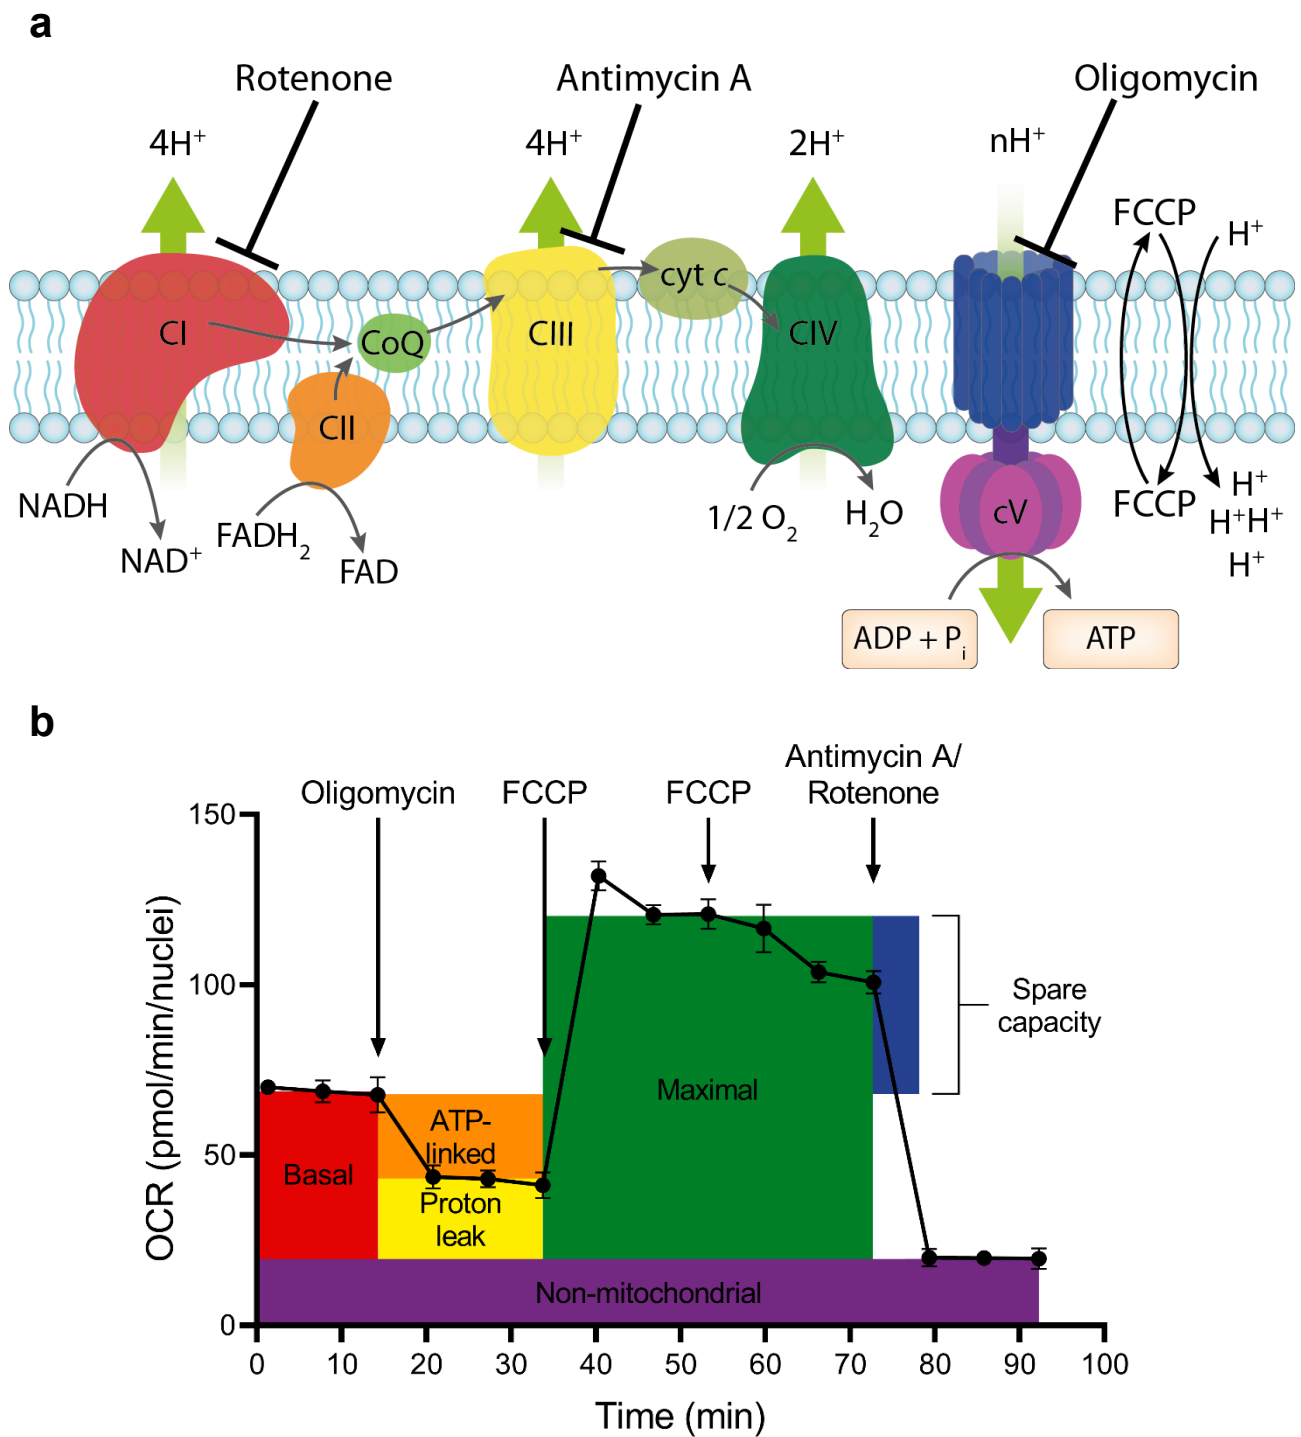 a
Rotenone
Antimycin A
Oligomycin
4H⁺
4H⁺
2H⁺
nH⁺
FCCP
H⁺
CI
CoQ
CII
CIII
cyt c
CIV
cV
NADH
NAD⁺
FADH₂
FAD
1/2 O₂
H₂O
FCCP
H⁺
H⁺H⁺
H⁺
ADP + Pᵢ
ATP
b
Oligomycin
FCCP
FCCP
Antimycin A/
Rotenone
OCR (pmol/min/nuclei)
150
100
50
0
Basal
ATP-
linked
Proton
leak
Maximal
Spare
capacity
Non-mitochondrial
0 10 20 30 40 50 60 70 80 90 100
Time (min)